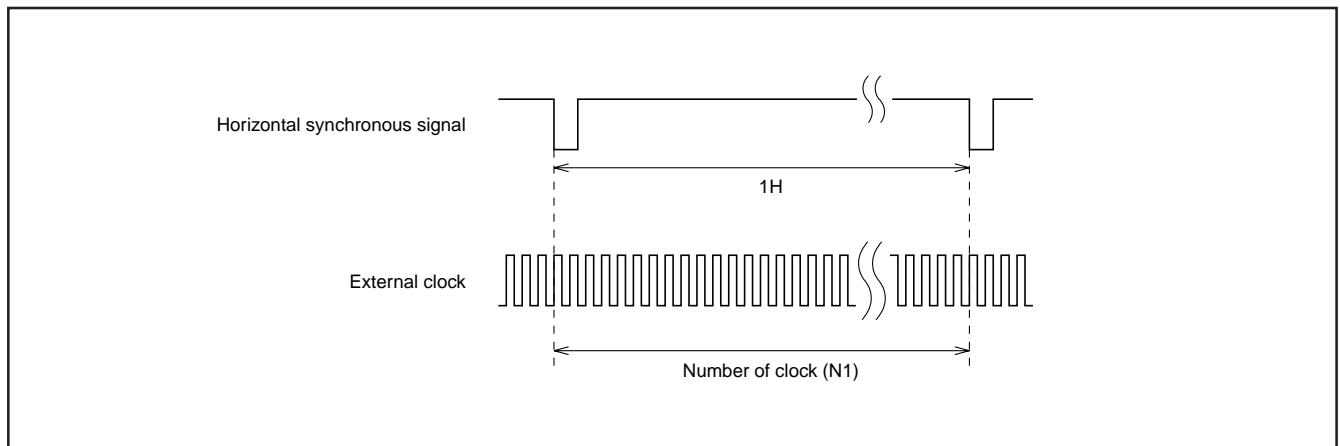 Horizontal synchronous signal
1H
External clock
Number of clock (N1)